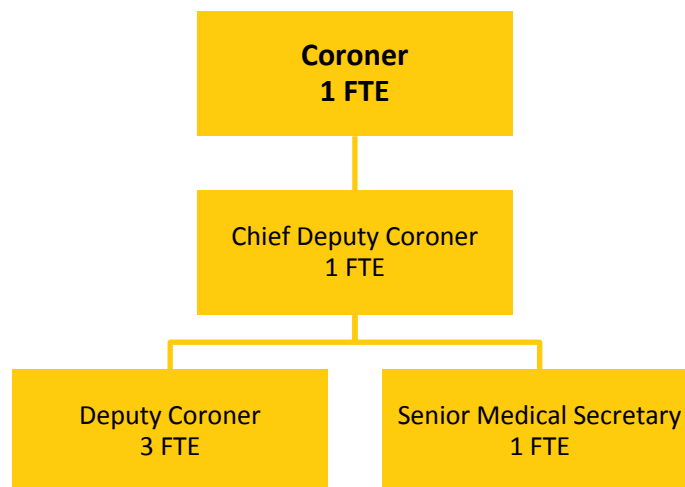 Coroner
1 FTE
Chief Deputy Coroner
1 FTE
Deputy Coroner
3 FTE
Senior Medical Secretary
1 FTE